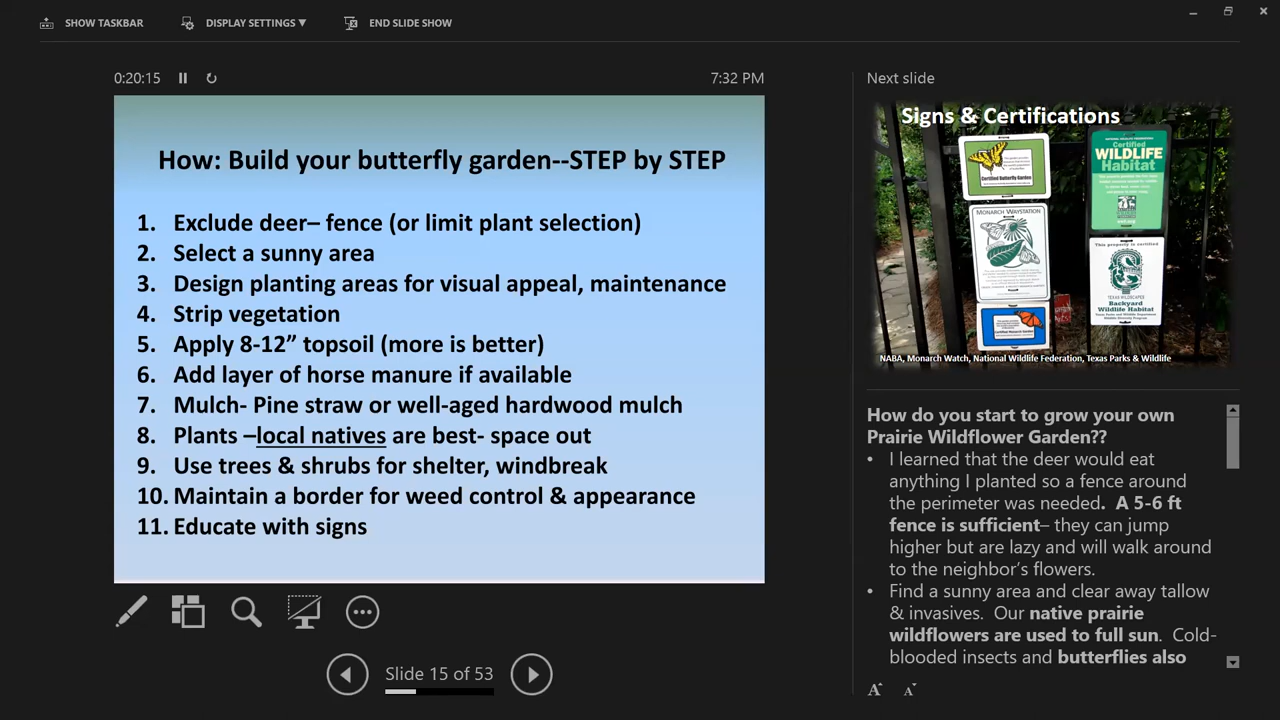 SHOW TASKBAR
DISPLAY SETTINGS ▼
END SLIDE SHOW
0:20:15
7:32 PM
How: Build your butterfly garden--STEP by STEP
1. Exclude deer– fence (or limit plant selection)
2. Select a sunny area
3. Design planting areas for visual appeal, maintenance
4. Strip vegetation
5. Apply 8-12” topsoil (more is better)
6. Add layer of horse manure if available
7. Mulch- Pine straw or well-aged hardwood mulch
8. Plants –local natives are best- space out
9. Use trees & shrubs for shelter, windbreak
10. Maintain a border for weed control & appearance
11. Educate with signs
Slide 15 of 53
Next slide
Signs & Certifications
Certified Butterfly Garden
MONARCH WAYSTATION
Certified
WILDLIFE
Habitat
This property is certified
TEXAS WILDSCAPES
Backyard
Wildlife Habitat
NABA, Monarch Watch, National Wildlife Federation, Texas Parks & Wildlife
How do you start to grow your own
Prairie Wildflower Garden??
• I learned that the deer would eat
anything I planted so a fence around
the perimeter was needed. A 5-6 ft
fence is sufficient– they can jump
higher but are lazy and will walk around
to the neighbor’s flowers.
• Find a sunny area and clear away tallow
& invasives. Our native prairie
wildflowers are used to full sun. Cold-
blooded insects and butterflies also
A A